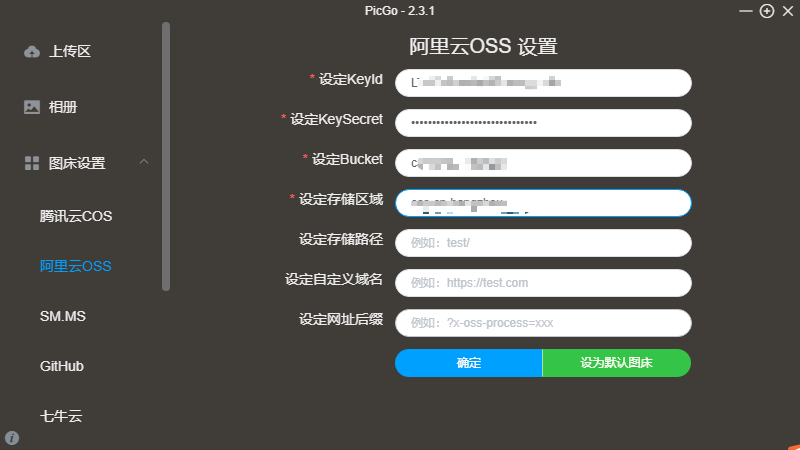 PicGo - 2.3.1
上传区
相册
图床设置
腾讯云COS
阿里云OSS
SM.MS
GitHub
七牛云
阿里云OSS 设置
* 设定KeyId
* 设定KeySecret
* 设定Bucket
* 设定存储区域
设定存储路径 例如：test/
设定自定义域名 例如：https://test.com
设定网址后缀 例如：?x-oss-process=xxx
确定 设为默认图床